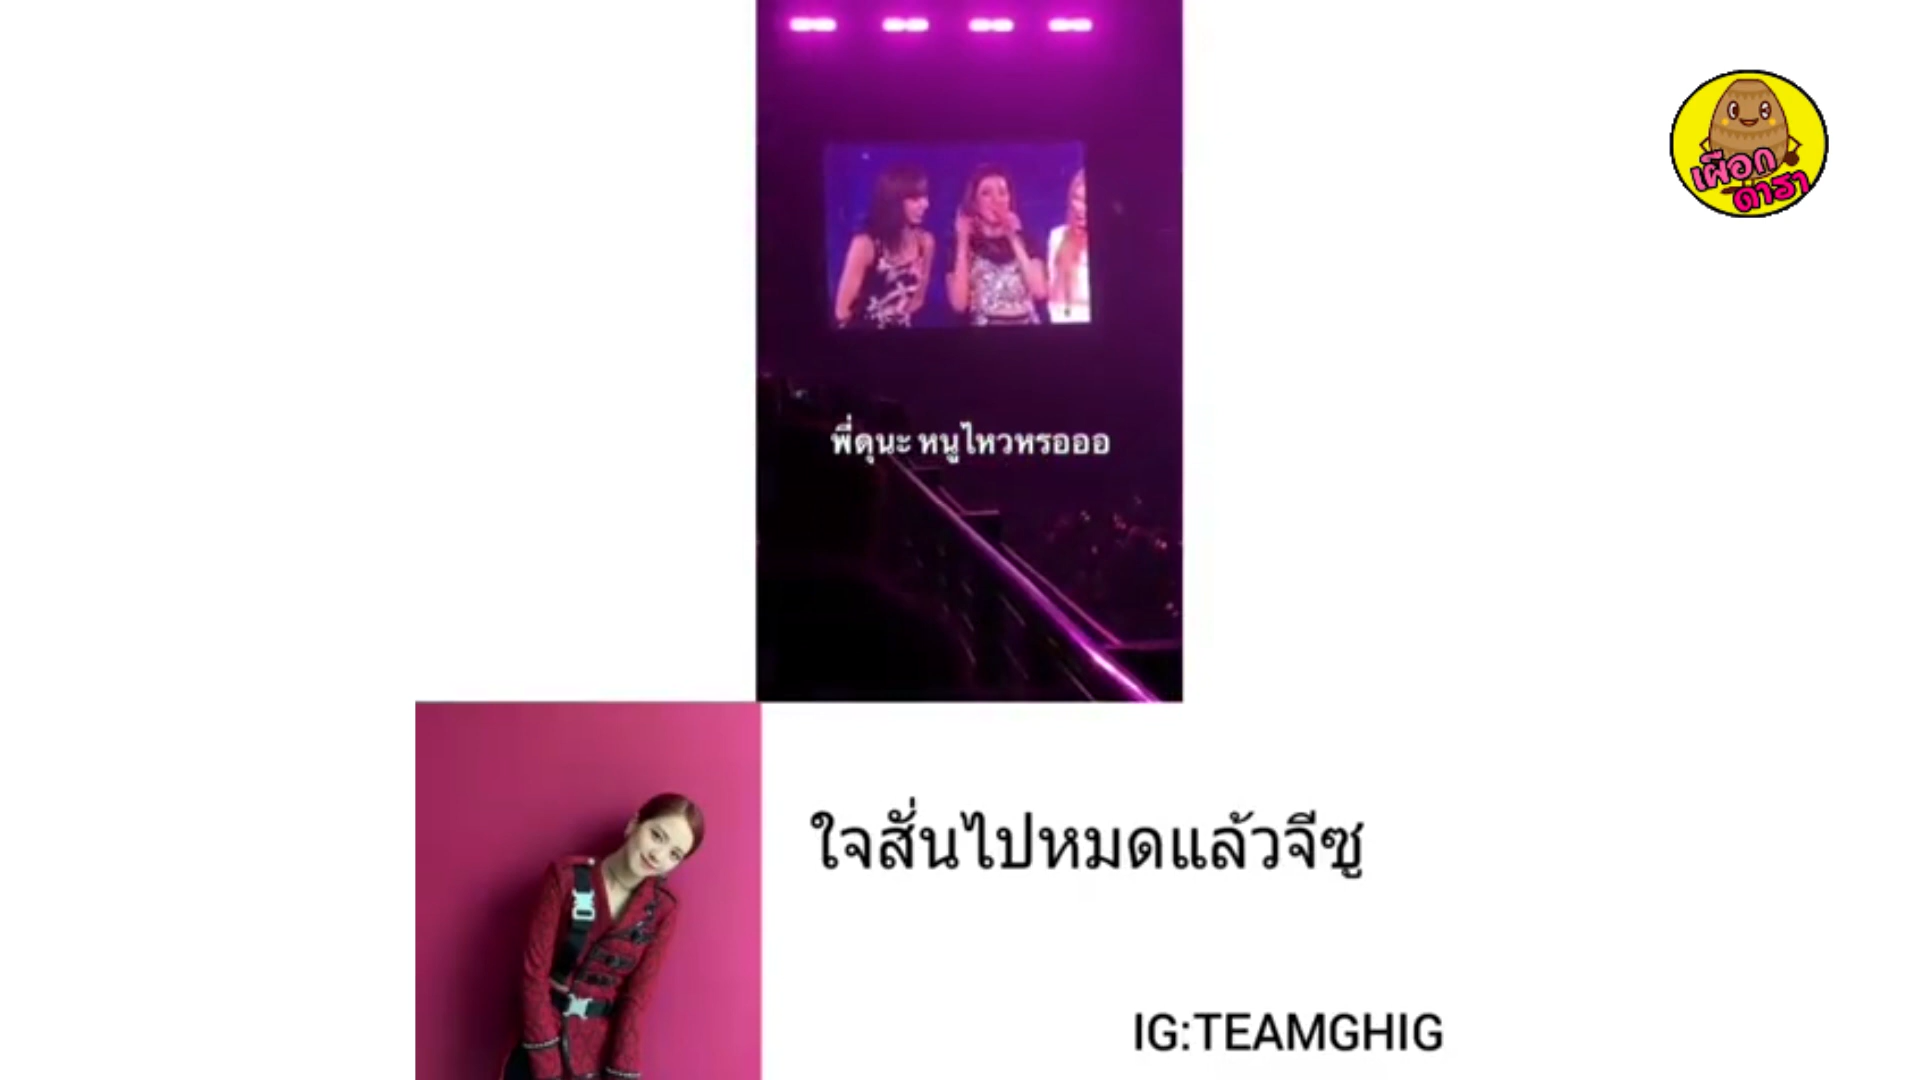 เผือก
ดารา
พี่ดุนะ หนูไหวหรอออ
ใจสั่นไปหมดแล้วจีซู
IG:TEAMGHIG